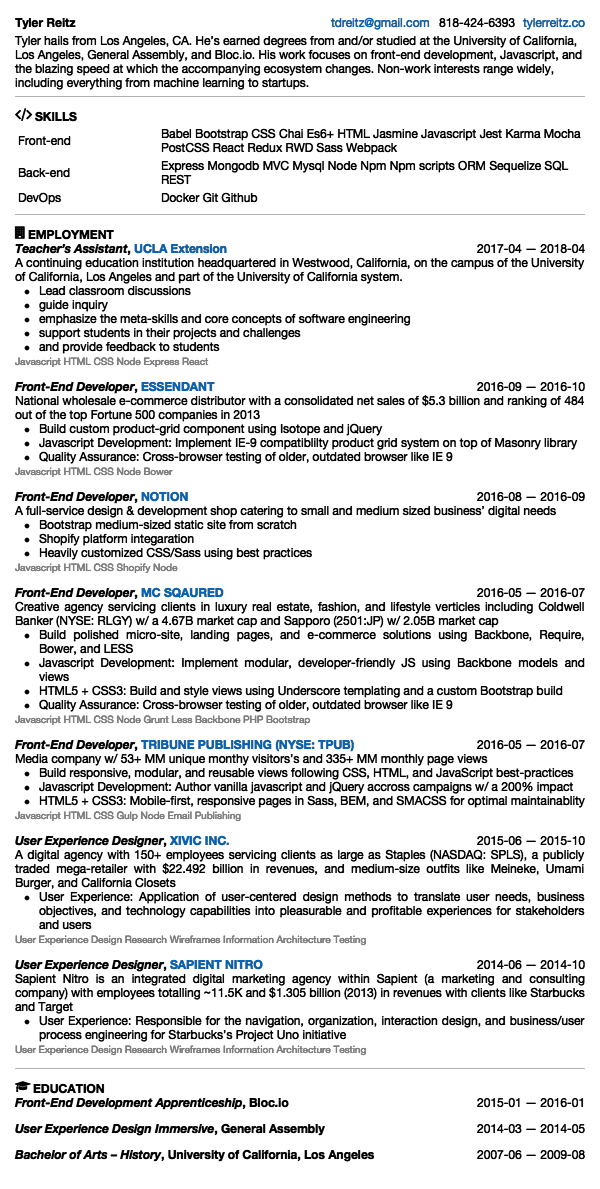 Tyler Reitz tdreitz@gmail.com 818-424-6393 tylerreitz.co
Tyler hails from Los Angeles, CA. He's earned degrees from and/or studied at the University of California,
Los Angeles, General Assembly, and Bloc.io. His work focuses on front-end development, Javascript, and
the blazing speed at which the accompanying ecosystem changes. Non-work interests range widely,
including everything from machine learning to startups.
</> SKILLS
Front-end Babel Bootstrap CSS Chai Es6+ HTML Jasmine Javascript Jest Karma Mocha
PostCSS React Redux RWD Sass Webpack
Back-end Express Mongodb MVC Mysql Node Npm Npm scripts ORM Sequelize SQL
REST
DevOps Docker Git Github
EMPLOYMENT
Teacher's Assistant, UCLA Extension 2017-04 — 2018-04
A continuing education institution headquartered in Westwood, California, on the campus of the University
of California, Los Angeles and part of the University of California system.
• Lead classroom discussions
• guide inquiry
• emphasize the meta-skills and core concepts of software engineering
• support students in their projects and challenges
• and provide feedback to students
Javascript HTML CSS Node Express React
Front-End Developer, ESSENDANT 2016-09 — 2016-10
National wholesale e-commerce distributor with a consolidated net sales of $5.3 billion and ranking of 484
out of the top Fortune 500 companies in 2013
• Build custom product-grid component using Isotope and jQuery
• Javascript Development: Implement IE-9 compatibilty product grid system on top of Masonry library
• Quality Assurance: Cross-browser testing of older, outdated browser like IE 9
Javascript HTML CSS Node Bower
Front-End Developer, NOTION 2016-08 — 2016-09
A full-service design & development shop catering to small and medium sized business' digital needs
• Bootstrap medium-sized static site from scratch
• Shopify platform integaration
• Heavily customized CSS/Sass using best practices
Javascript HTML CSS Shopify Node
Front-End Developer, MC SQAURED 2016-05 — 2016-07
Creative agency servicing clients in luxury real estate, fashion, and lifestyle verticles including Coldwell
Banker (NYSE: RLGY) w/ a 4.67B market cap and Sapporo (2501:JP) w/ 2.05B market cap
• Build polished micro-site, landing pages, and e-commerce solutions using Backbone, Require,
Bower, and LESS
• Javascript Development: Implement modular, developer-friendly JS using Backbone models and
views
• HTML5 + CSS3: Build and style views using Underscore templating and a custom Bootstrap build
• Quality Assurance: Cross-browser testing of older, outdated browser like IE 9
Javascript HTML CSS Node Grunt Less Backbone PHP Bootstrap
Front-End Developer, TRIBUNE PUBLISHING (NYSE: TPUB) 2016-05 — 2016-07
Media company w/ 53+ MM unique monthy visitors's and 335+ MM monthly page views
• Build responsive, modular, and reusable views following CSS, HTML, and JavaScript best-practices
• Javascript Development: Author vanilla javascript and jQuery accross campaigns w/ a 200% impact
• HTML5 + CSS3: Mobile-first, responsive pages in Sass, BEM, and SMACSS for optimal maintainablity
Javascript HTML CSS Gulp Node Email Publishing
User Experience Designer, XIVIC INC. 2015-06 — 2015-10
A digital agency with 150+ employees servicing clients as large as Staples (NASDAQ: SPLS), a publicly
traded mega-retailer with $22.492 billion in revenues, and medium-size outfits like Meineke, Umami
Burger, and California Closets
• User Experience: Application of user-centered design methods to translate user needs, business
objectives, and technology capabilities into pleasurable and profitable experiences for stakeholders
and users
User Experience Design Research Wireframes Information Architecture Testing
User Experience Designer, SAPIENT NITRO 2014-06 — 2014-10
Sapient Nitro is an integrated digital marketing agency within Sapient (a marketing and consulting
company) with employees totalling ~11.5K and $1.305 billion (2013) in revenues with clients like Starbucks
and Target
• User Experience: Responsible for the navigation, organization, interaction design, and business/user
process engineering for Starbucks's Project Uno initiative
User Experience Design Research Wireframes Information Architecture Testing
EDUCATION
Front-End Development Apprenticeship, Bloc.io 2015-01 — 2016-01
User Experience Design Immersive, General Assembly 2014-03 — 2014-05
Bachelor of Arts – History, University of California, Los Angeles 2007-06 — 2009-08